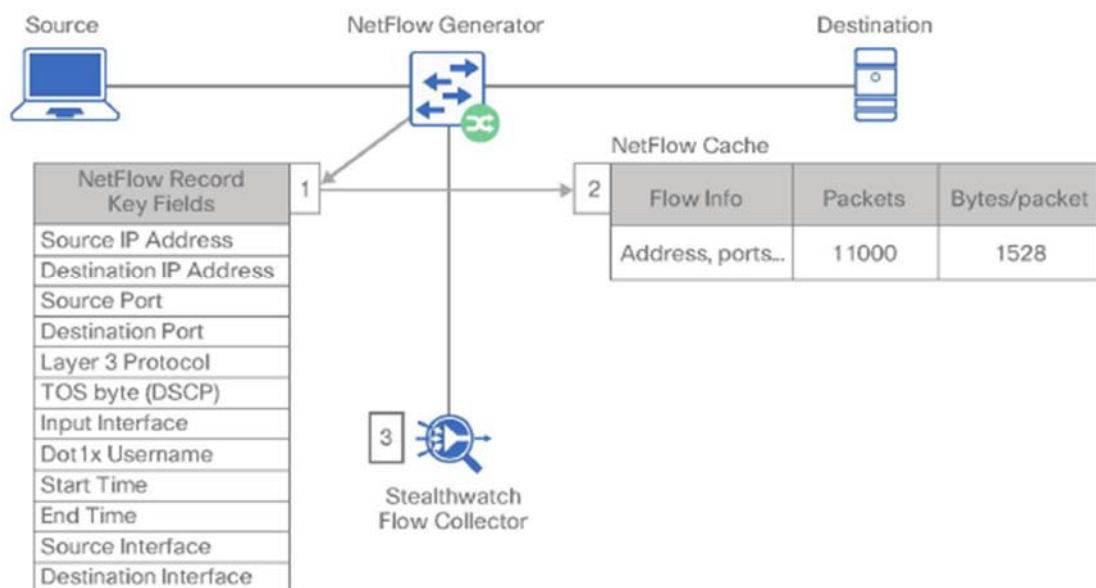 Source
NetFlow Generator
Destination
NetFlow Cache
NetFlow Record
Key Fields
1
2
Flow Info
Packets
Bytes/packet
Address, ports...
11000
1528
Source IP Address
Destination IP Address
Source Port
Destination Port
Layer 3 Protocol
TOS byte (DSCP)
Input Interface
Dot1x Username
Start Time
End Time
Source Interface
Destination Interface
3
Stealthwatch
Flow Collector